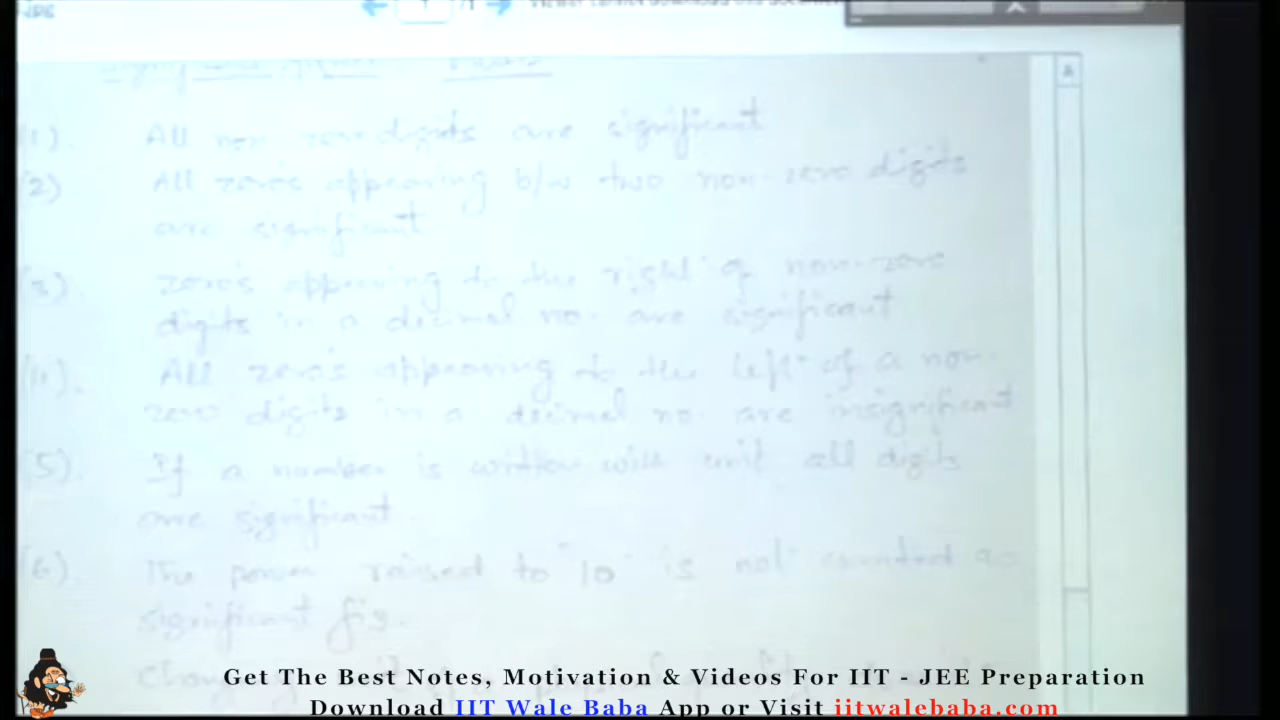 (1). All non zero digits are significant
(2) All zero's appearing b/w two non-zero digits
are significant
(3) zero's appearing to the right of non-zero
digits in a decimal no. are significant
All zero's appearing to the left of a non-
zero digits in a decimal no. are insignificant
(5). If a number is written with unit all digits
are significant.
(6). The power raised to "10" is not counted as
significant fig.
Get The Best Notes, Motivation & Videos For IIT - JEE Preparation
Download IIT Wale Baba App or Visit iitwalebaba.com